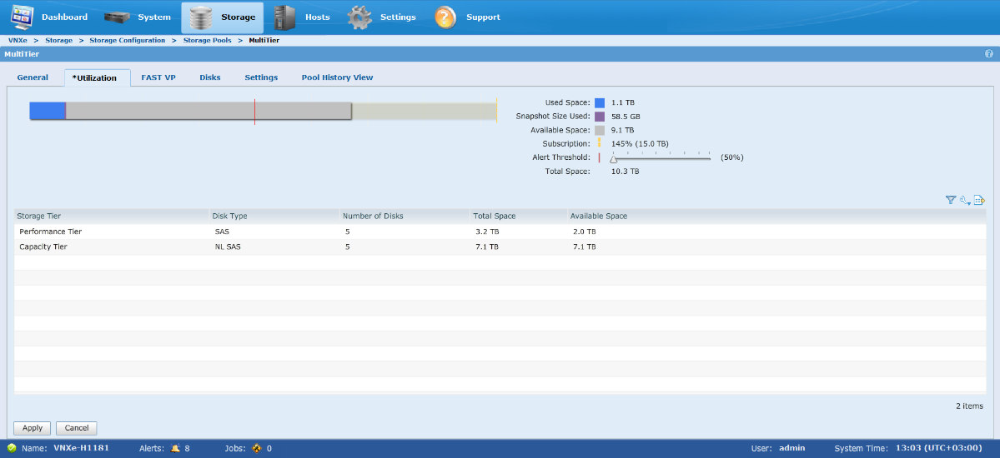 Dashboard System Storage Hosts Settings Support
VNXe > Storage > Storage Configuration > Storage Pools > MultiTier
MultiTier
General *Utilization FAST VP Disks Settings Pool History View
Used Space: 1.1 TB
Snapshot Size Used: 58.5 GB
Available Space: 9.1 TB
Subscription: 145% (15.0 TB)
Alert Threshold: (50%)
Total Space: 10.3 TB
Storage Tier Disk Type Number of Disks Total Space Available Space
Performance Tier SAS 5 3.2 TB 2.0 TB
Capacity Tier NL SAS 5 7.1 TB 7.1 TB
2 items
Apply Cancel
Name: VNXe-H1181 Alerts: 8 Jobs: 0 User: admin System Time: 13:03 (UTC+03:00)